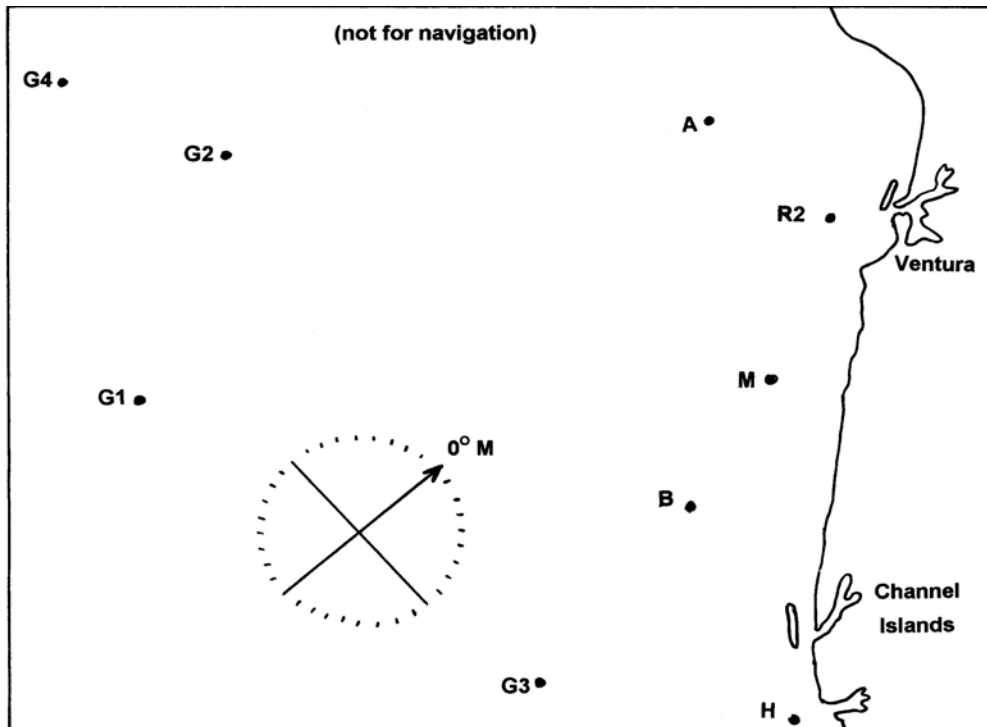 (not for navigation)
G4
A
G2
R2
Ventura
M
G1
0° M
B
Channel
Islands
G3
H